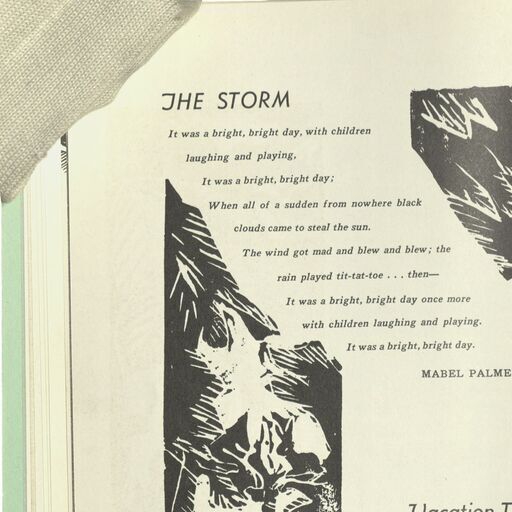 THE STORM
It was a bright, bright day, with children
laughing and playing,
It was a bright, bright day;
When all of a sudden from nowhere black
clouds came to steal the sun.
The wind got mad and blew and blew; the
rain played tit-tat-toe . . . then—
It was a bright, bright day once more
with children laughing and playing.
It was a bright, bright day.
MABEL PALME
Vacation T